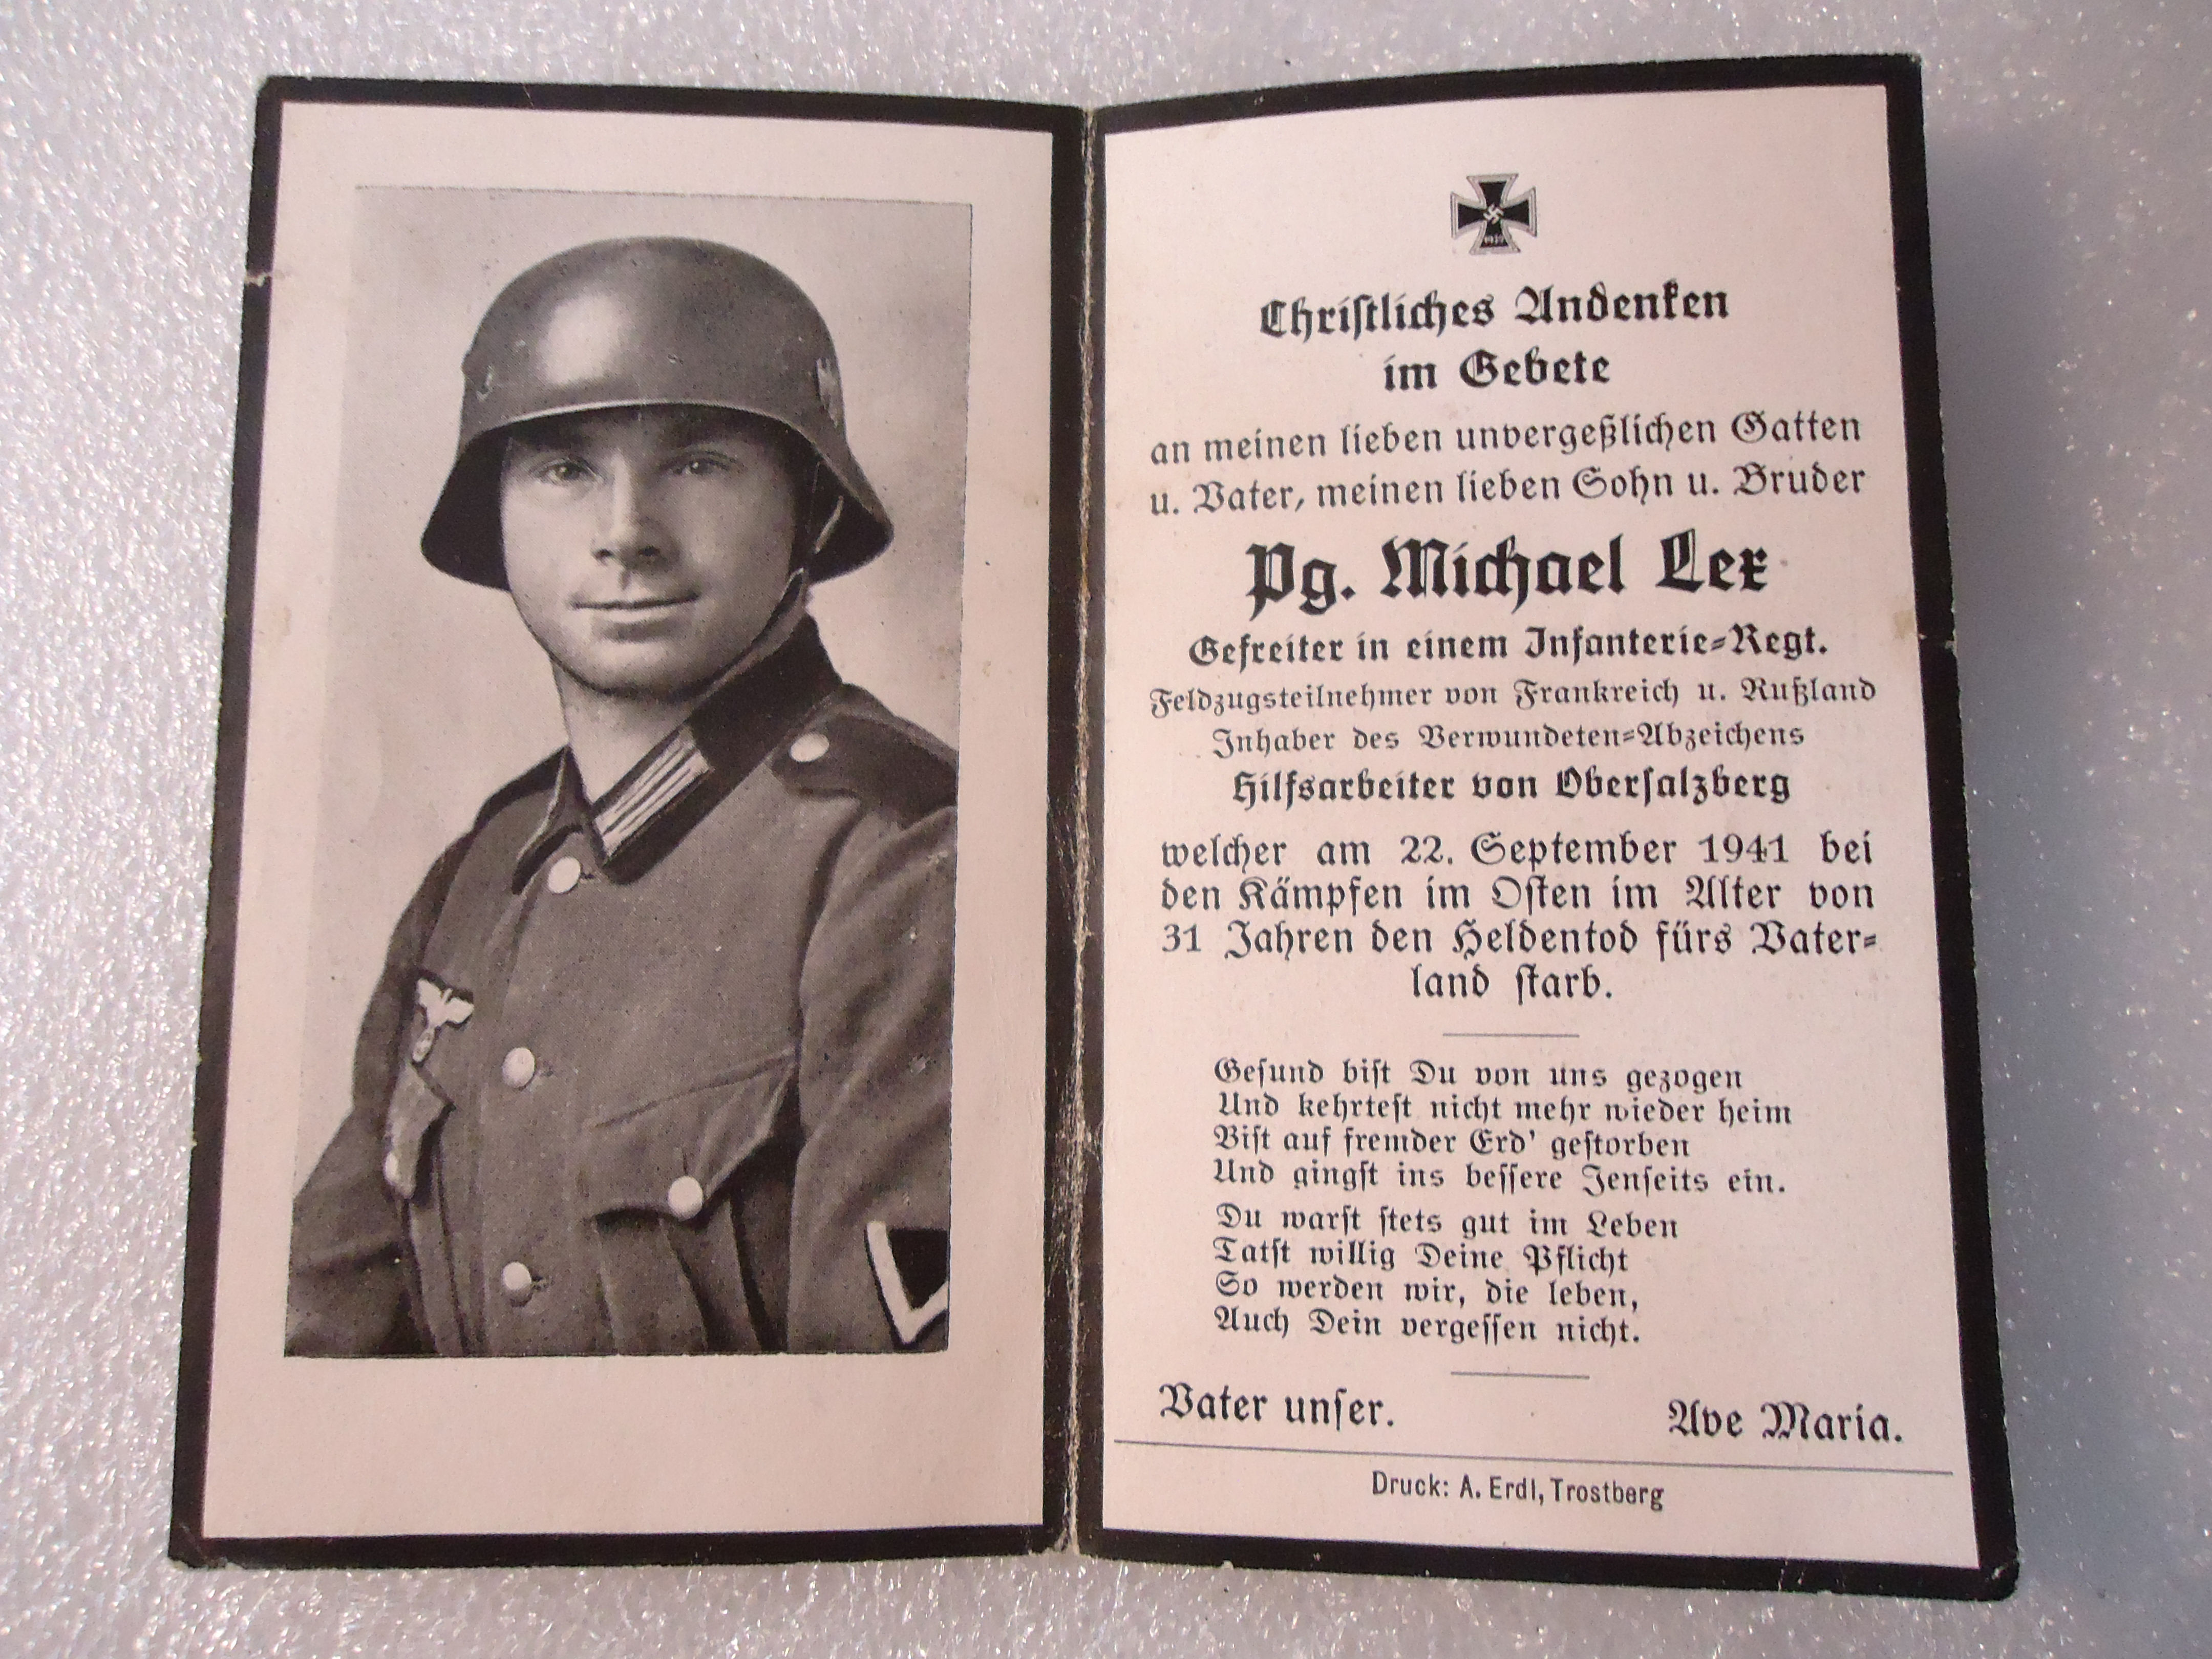 1939
Christliches Andenken
im Gebete
an meinen lieben unvergeßlichen Gatten
u. Vater, meinen lieben Sohn u. Bruder
Pg. Michael Lex
Gefreiter in einem Infanterie-Regt.
Feldzugsteilnehmer von Frankreich u. Rußland
Inhaber des Verwundeten-Abzeichens
Hilfsarbeiter von Obersalzberg
welcher am 22. September 1941 bei
den Kämpfen im Osten im Alter von
31 Jahren den Heldentod fürs Vater-
land starb.
Gesund bist Du von uns gezogen
Und kehrtest nicht mehr wieder heim
Bist auf fremder Erd' gestorben
Und gingst ins bessere Jenseits ein.
Du warst stets gut im Leben
Tatst willig Deine Pflicht
So werden wir, die leben,
Auch Dein vergessen nicht.
Vater unser. Ave Maria.
Druck: A. Erdl, Trostberg